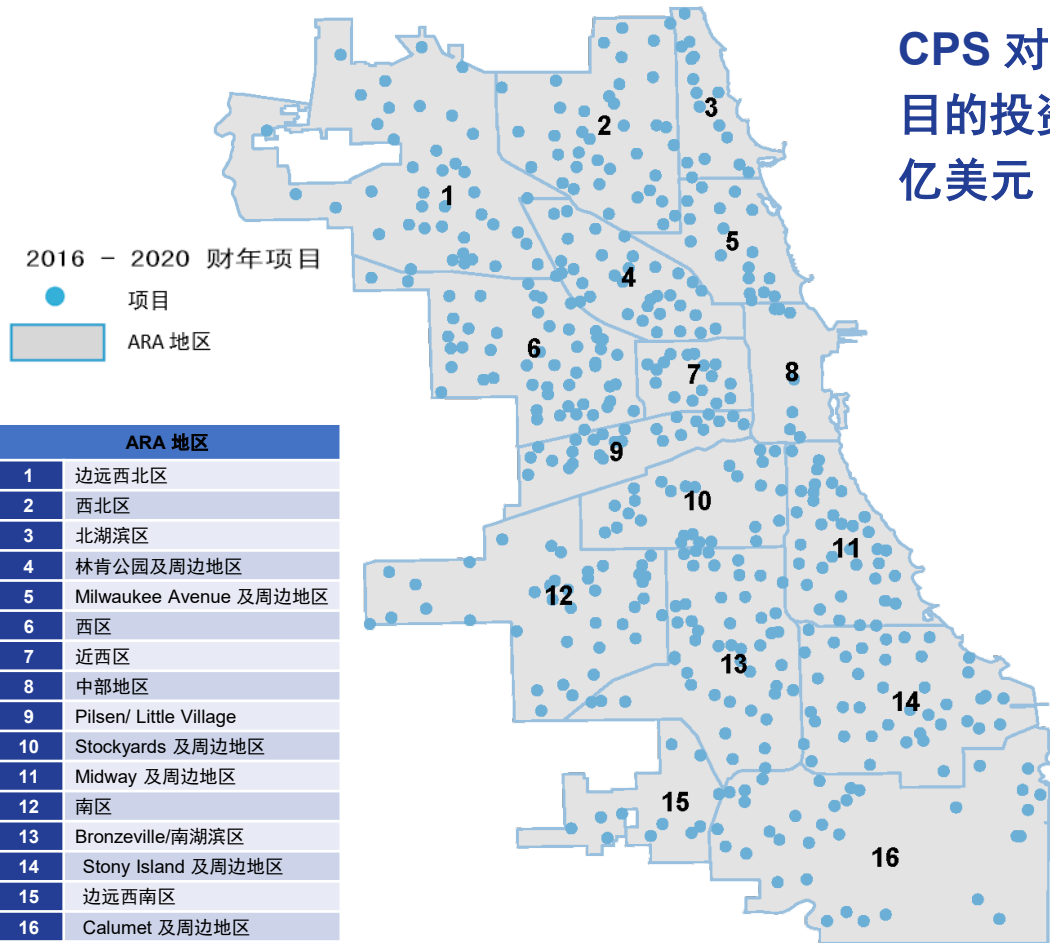 CPS 对
目的投资
亿美元
2016 - 2020 财年项目
项目
ARA 地区
ARA 地区
1 边远西北区
2 西北区
3 北湖滨区
4 林肯公园及周边地区
5 Milwaukee Avenue 及周边地区
6 西区
7 近西区
8 中部地区
9 Pilsen/ Little Village
10 Stockyards 及周边地区
11 Midway 及周边地区
12 南区
13 Bronzeville/南湖滨区
14 Stony Island 及周边地区
15 边远西南区
16 Calumet 及周边地区
1
2
3
4
5
6
7
8
9
10
11
12
13
14
15
16